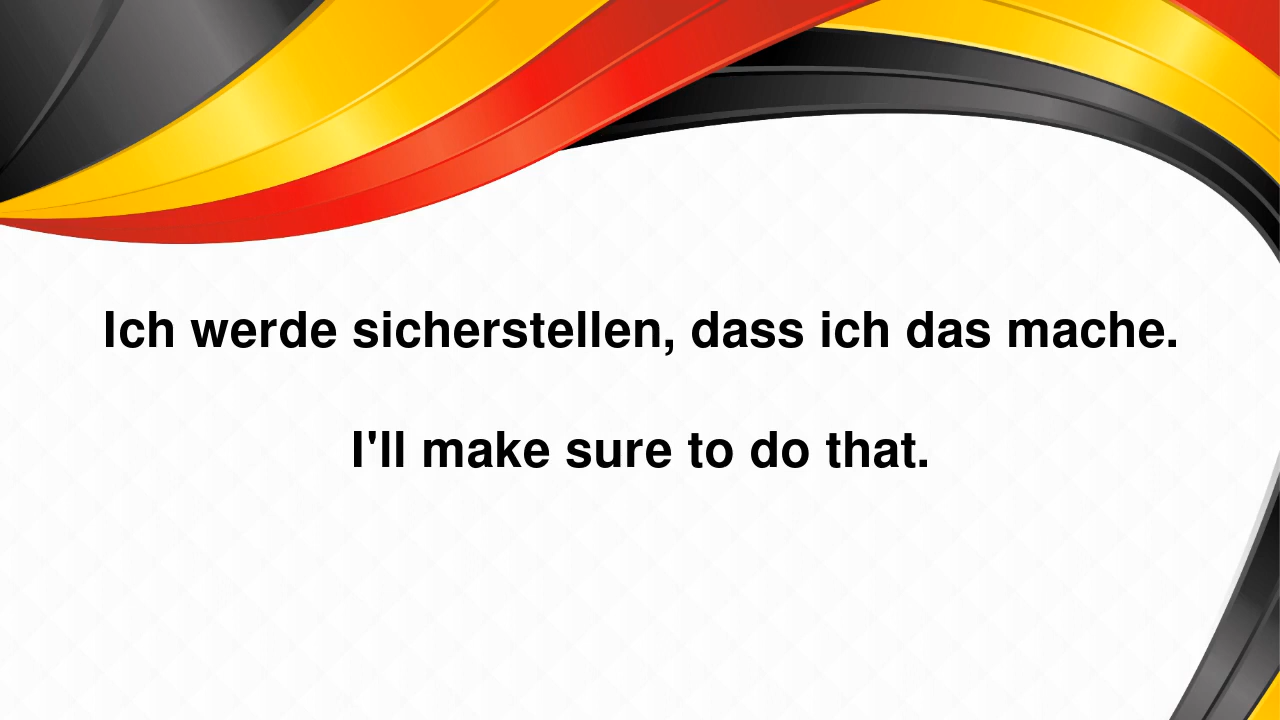 Ich werde sicherstellen, dass ich das mache.
I'll make sure to do that.